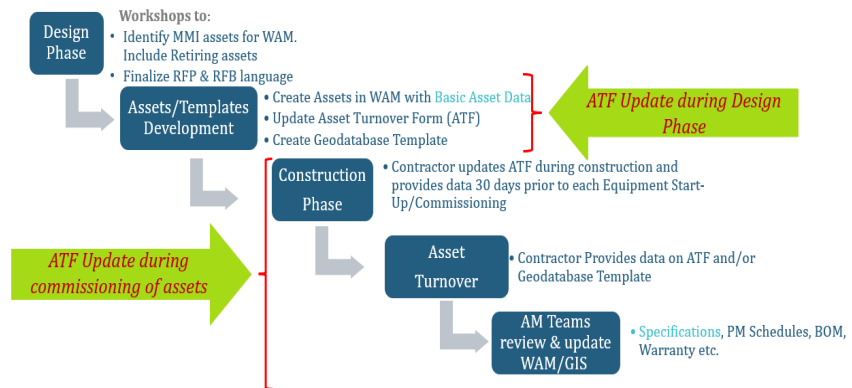 Workshops to:
Design
Phase
• Identify MMI assets for WAM.
Include Retiring assets
• Finalize RFP & RFB language
Assets/Templates
Development
• Create Assets in WAM with Basic Asset Data
• Update Asset Turnover Form (ATF)
• Create Geodatabase Template
ATF Update during Design
Phase
Construction
Phase
• Contractor updates ATF during construction and
provides data 30 days prior to each Equipment Start-
Up/Commissioning
ATF Update during
commissioning of assets
Asset
Turnover
• Contractor Provides data on ATF and/or
Geodatabase Template
AM Teams
review & update
WAM/GIS
• Specifications, PM Schedules, BOM,
Warranty etc.